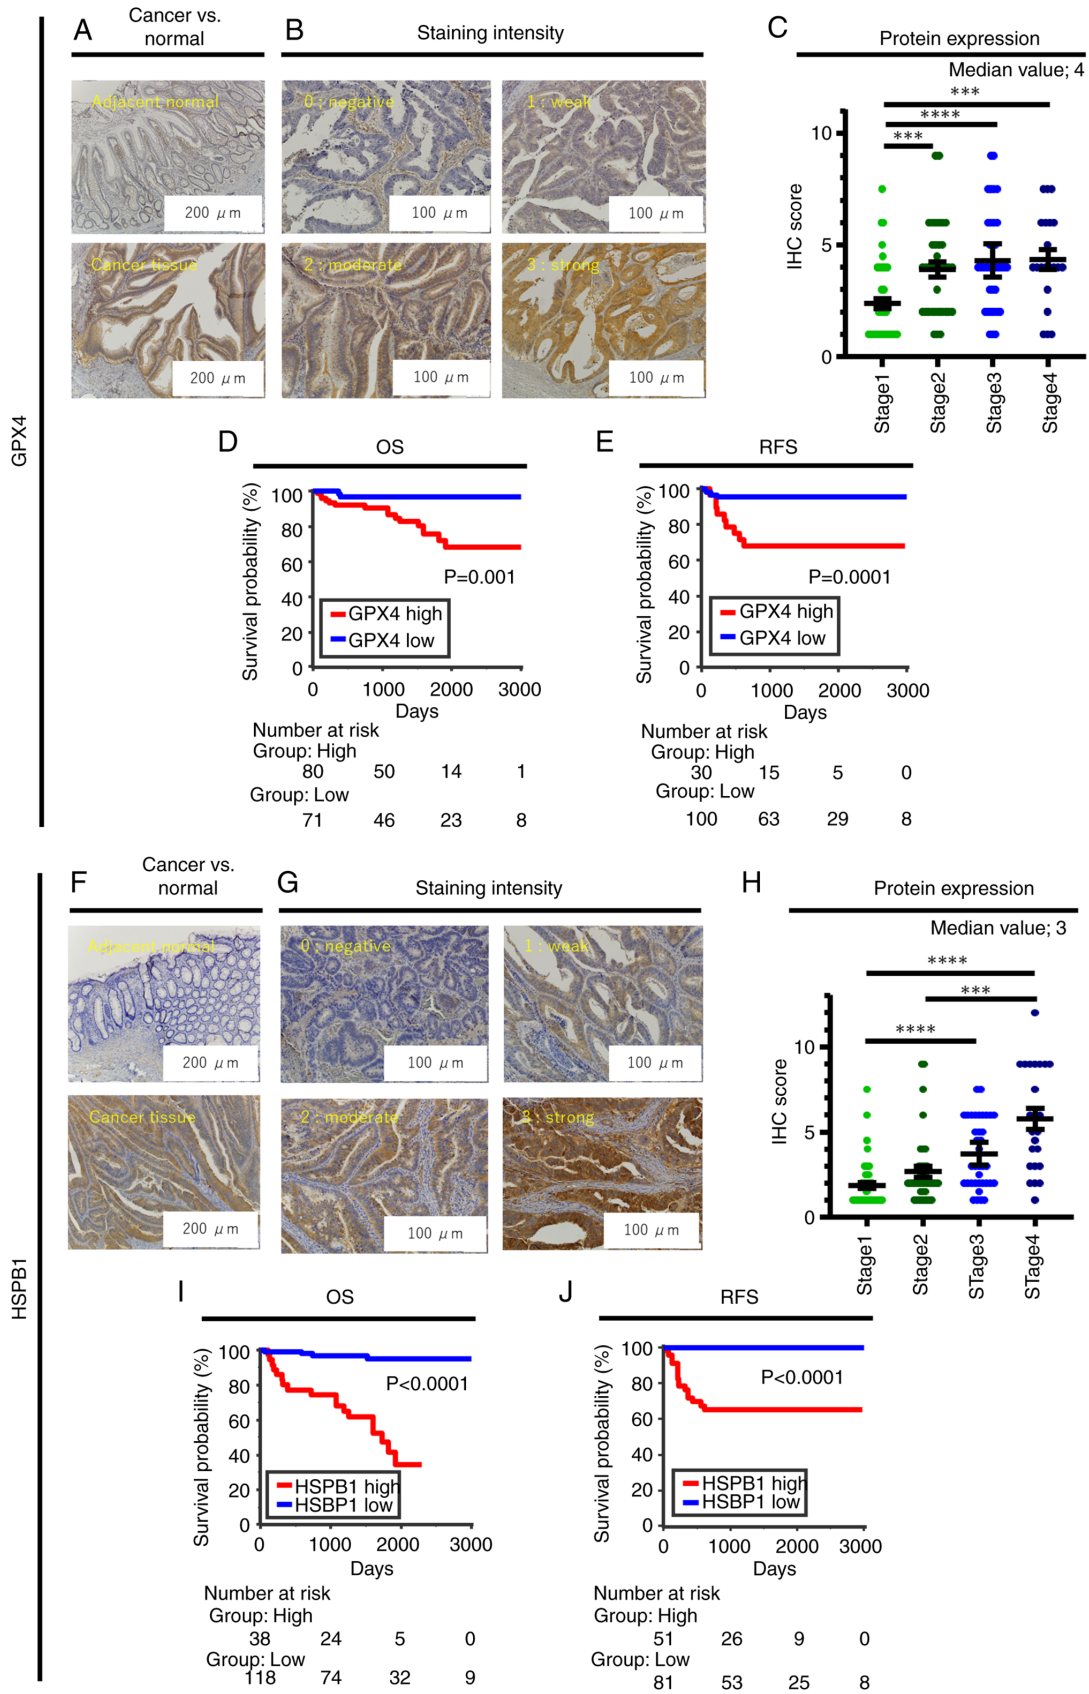 A
Cancer vs.
normal
B
Staining intensity
C
Protein expression
Median value; 4
Adjacent normal
200 μm
0 : negative
100 μm
1 : weak
100 μm
Cancer tissue
200 μm
2 : moderate
100 μm
3 : strong
100 μm
***
****
***
10
5
0
IHC score
Stage1
Stage2
Stage3
Stage4
GPX4
D
OS
Survival probability (%)
100
80
60
40
20
0
P=0.001
GPX4 high
GPX4 low
0 1000 2000 3000
Days
Number at risk
Group: High
80 50 14 1
Group: Low
71 46 23 8
E
RFS
Survival probability (%)
100
80
60
40
20
0
P=0.0001
GPX4 high
GPX4 low
0 1000 2000 3000
Days
Number at risk
Group: High
30 15 5 0
Group: Low
100 63 29 8
F
Cancer vs.
normal
G
Staining intensity
H
Protein expression
Median value; 3
Adjacent normal
200 μm
0 : negative
100 μm
1 : weak
100 μm
Cancer tissue
200 μm
2 : moderate
100 μm
3 : strong
100 μm
****
***
****
10
5
0
IHC score
Stage1
Stage2
STage3
STage4
HSPB1
I
OS
Survival probability (%)
100
80
60
40
20
0
P<0.0001
HSPB1 high
HSBP1 low
0 1000 2000 3000
Days
Number at risk
Group: High
38 24 5 0
Group: Low
118 74 32 9
J
RFS
Survival probability (%)
100
80
60
40
20
0
P<0.0001
HSPB1 high
HSBP1 low
0 1000 2000 3000
Days
Number at risk
Group: High
51 26 9 0
Group: Low
81 53 25 8